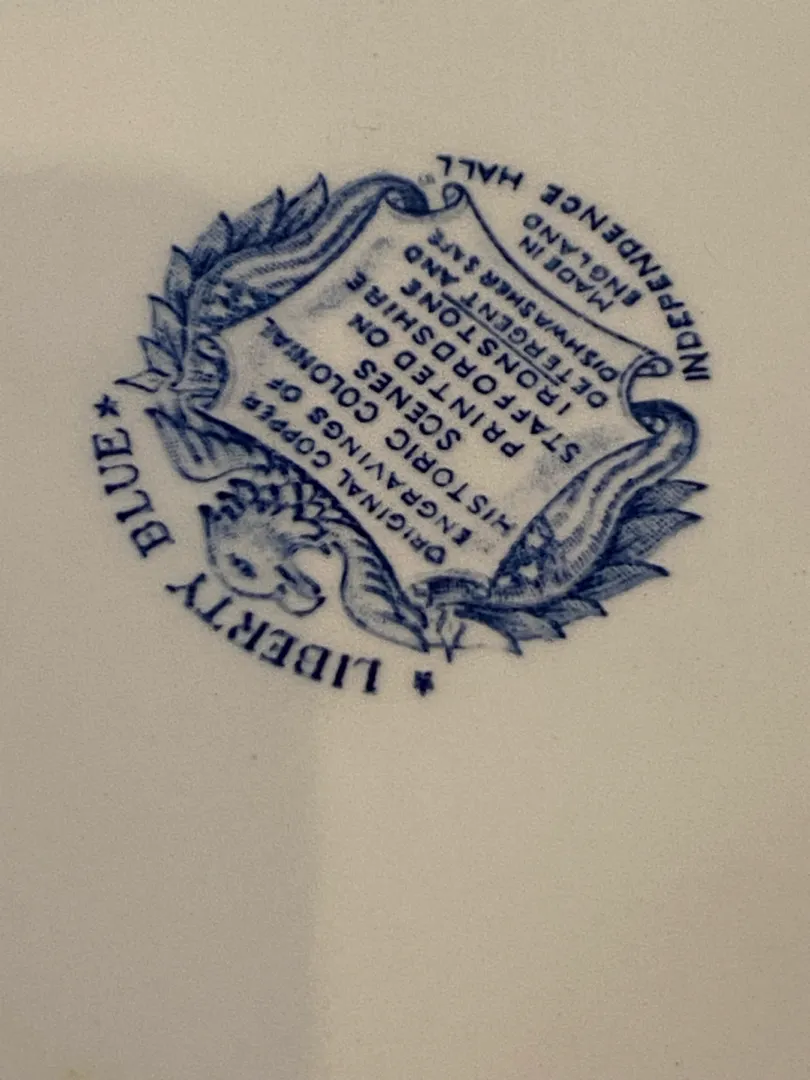 ★ LIBERTY BLUE ★
ORIGINAL COPPER
ENGRAVINGS OF
HISTORIC COLONIAL
SCENES
PRINTED ON
STAFFORDSHIRE
IRONSTONE
DETERGENT AND
DISHWASHER SAFE
MADE IN
ENGLAND
INDEPENDENCE HALL